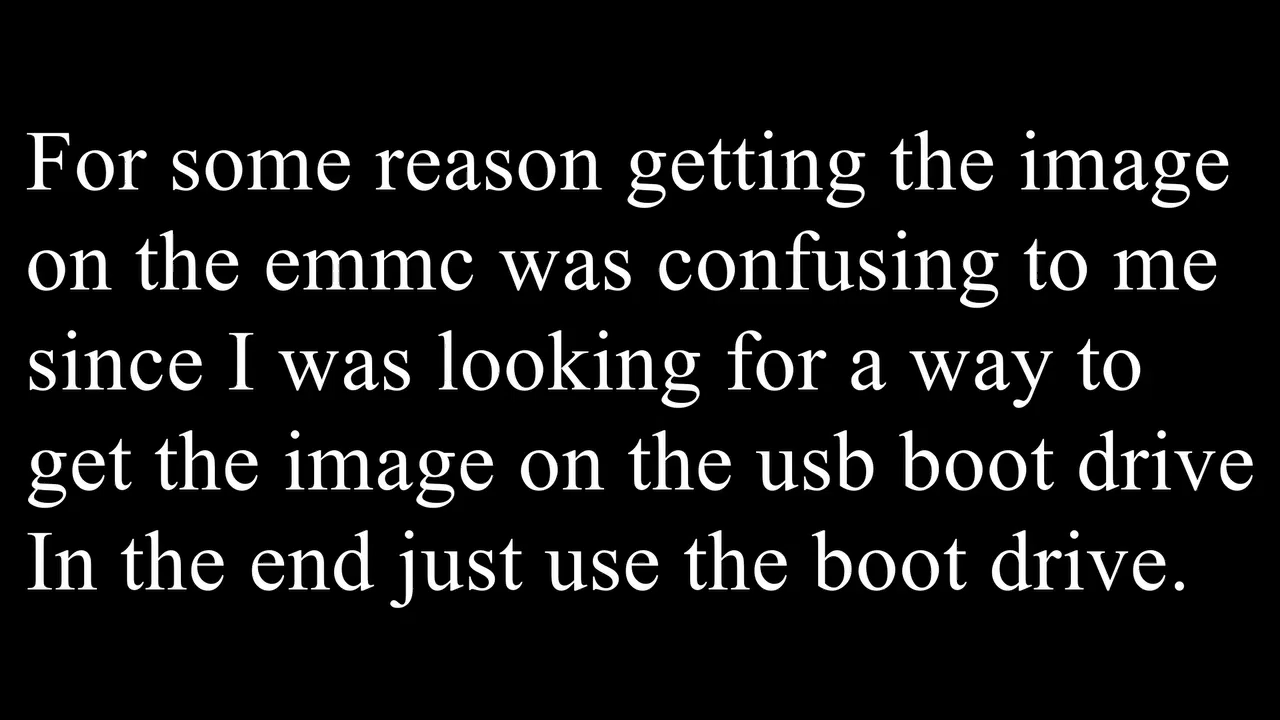 For some reason getting the image
on the emmc was confusing to me
since I was looking for a way to
get the image on the usb boot drive
In the end just use the boot drive.